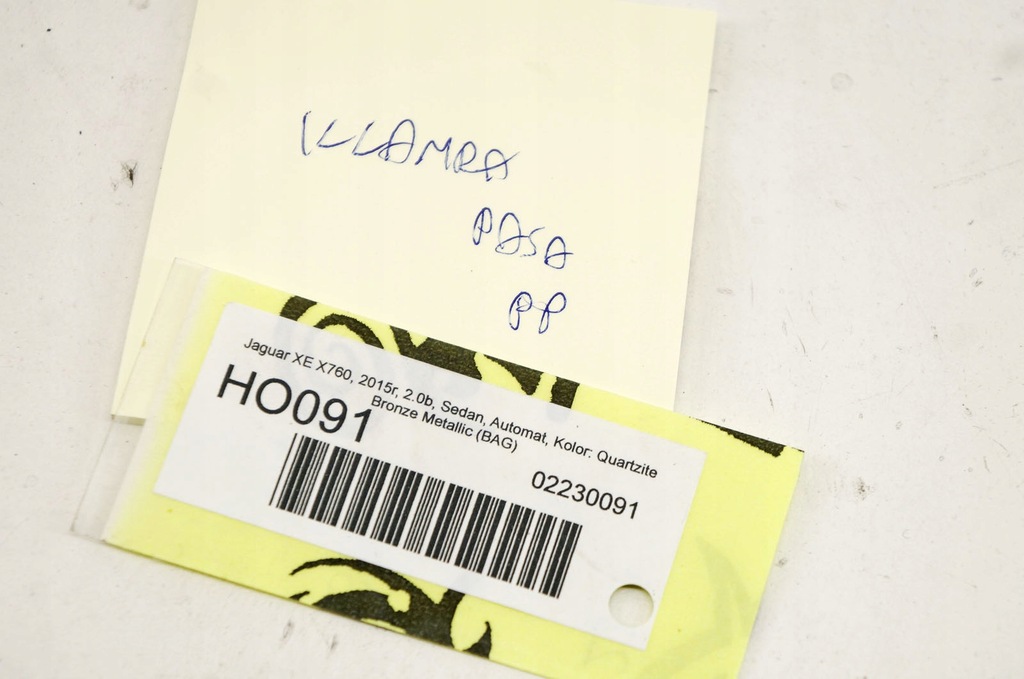 KLAMRA
PASA
PP
Jaguar XE X760, 2015r, 2.0b, Sedan, Automat, Kolor: Quartzite
Bronze Metallic (BAG)
HO091
02230091